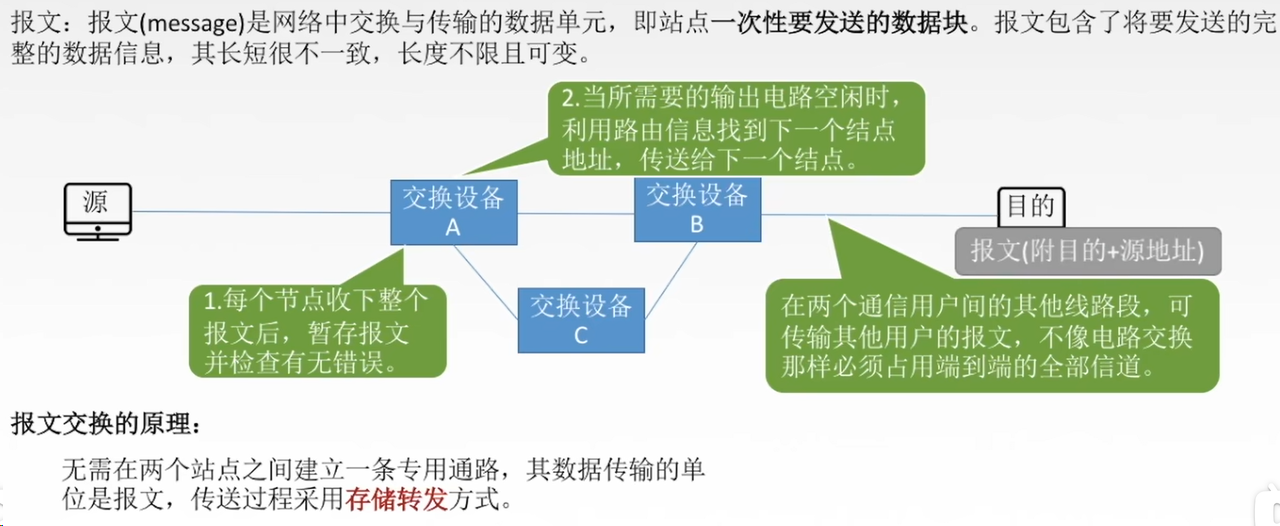 报文：报文(message)是网络中交换与传输的数据单元，即站点一次性要发送的数据块。报文包含了将要发送的完
整的数据信息，其长短很不一致，长度不限且可变。
2.当所需要的输出电路空闲时，
利用路由信息找到下一个结点
地址，传送给下一个结点。
源
交换设备
A
交换设备
B
目的
报文(附目的+源地址)
1.每个节点收下整个
报文后，暂存报文
并检查有无错误。
交换设备
C
在两个通信用户间的其他线路段，可
传输其他用户的报文，不像电路交换
那样必须占用端到端的全部信道。
报文交换的原理：
无需在两个站点之间建立一条专用通路，其数据传输的单
位是报文，传送过程采用存储转发方式。